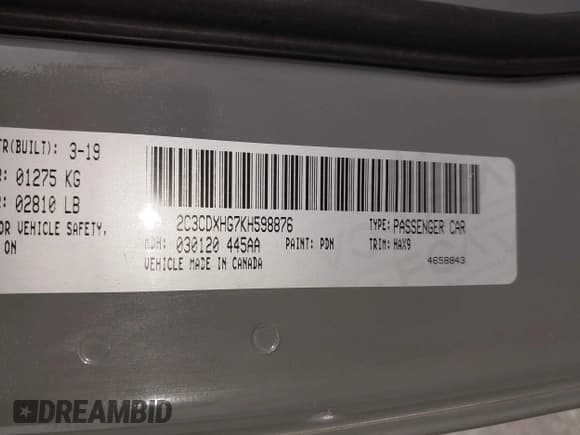 TR(BUILT): 3-19
: 01275 KG
: 02810 LB
OR VEHICLE SAFETY,
ON
2C3CDXHG7KH598876
TYPE: PASSENGER CAR
MDH: 030120 445AA
PAINT: PDN
TRIM: HAX9
VEHICLE MADE IN CANADA
4658843
DREAMBID